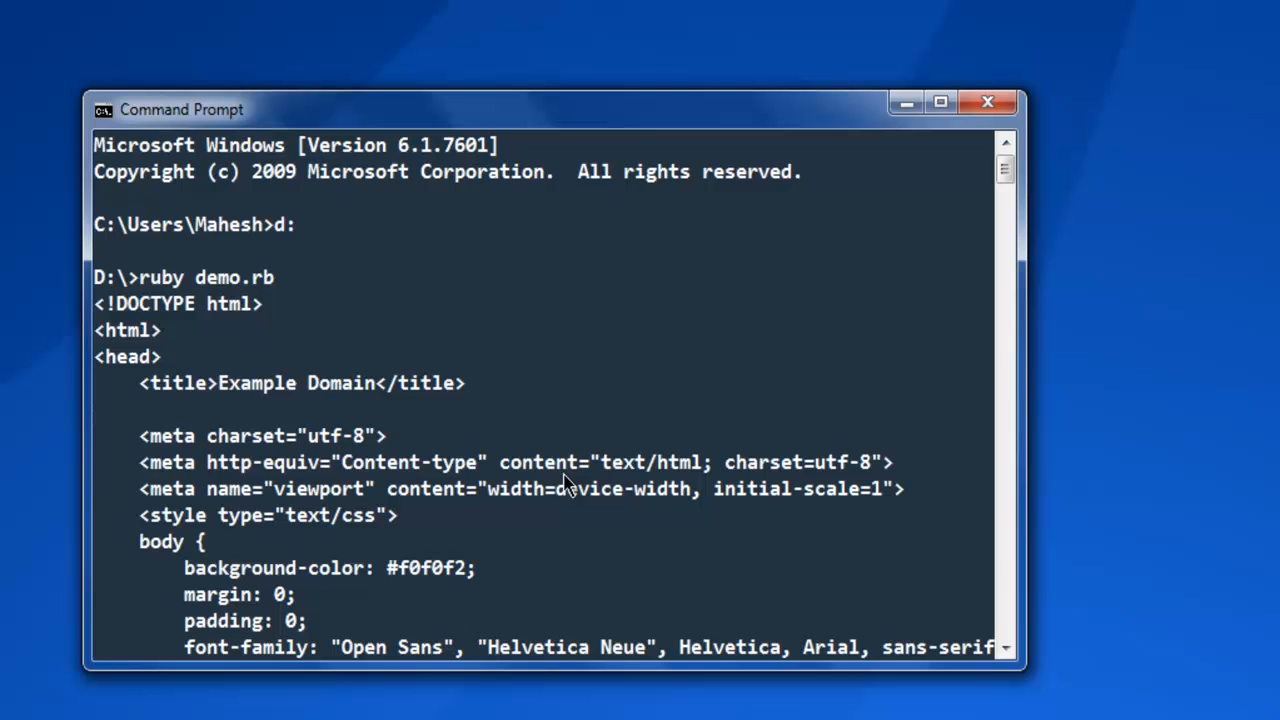 Command Prompt
Microsoft Windows [Version 6.1.7601]
Copyright (c) 2009 Microsoft Corporation.  All rights reserved.
C:\Users\Mahesh>d:
D:\>ruby demo.rb
<!DOCTYPE html>
<html>
<head>
    <title>Example Domain</title>
    <meta charset="utf-8">
    <meta http-equiv="Content-type" content="text/html; charset=utf-8">
    <meta name="viewport" content="width=device-width, initial-scale=1">
    <style type="text/css">
    body {
        background-color: #f0f0f2;
        margin: 0;
        padding: 0;
        font-family: "Open Sans", "Helvetica Neue", Helvetica, Arial, sans-serif